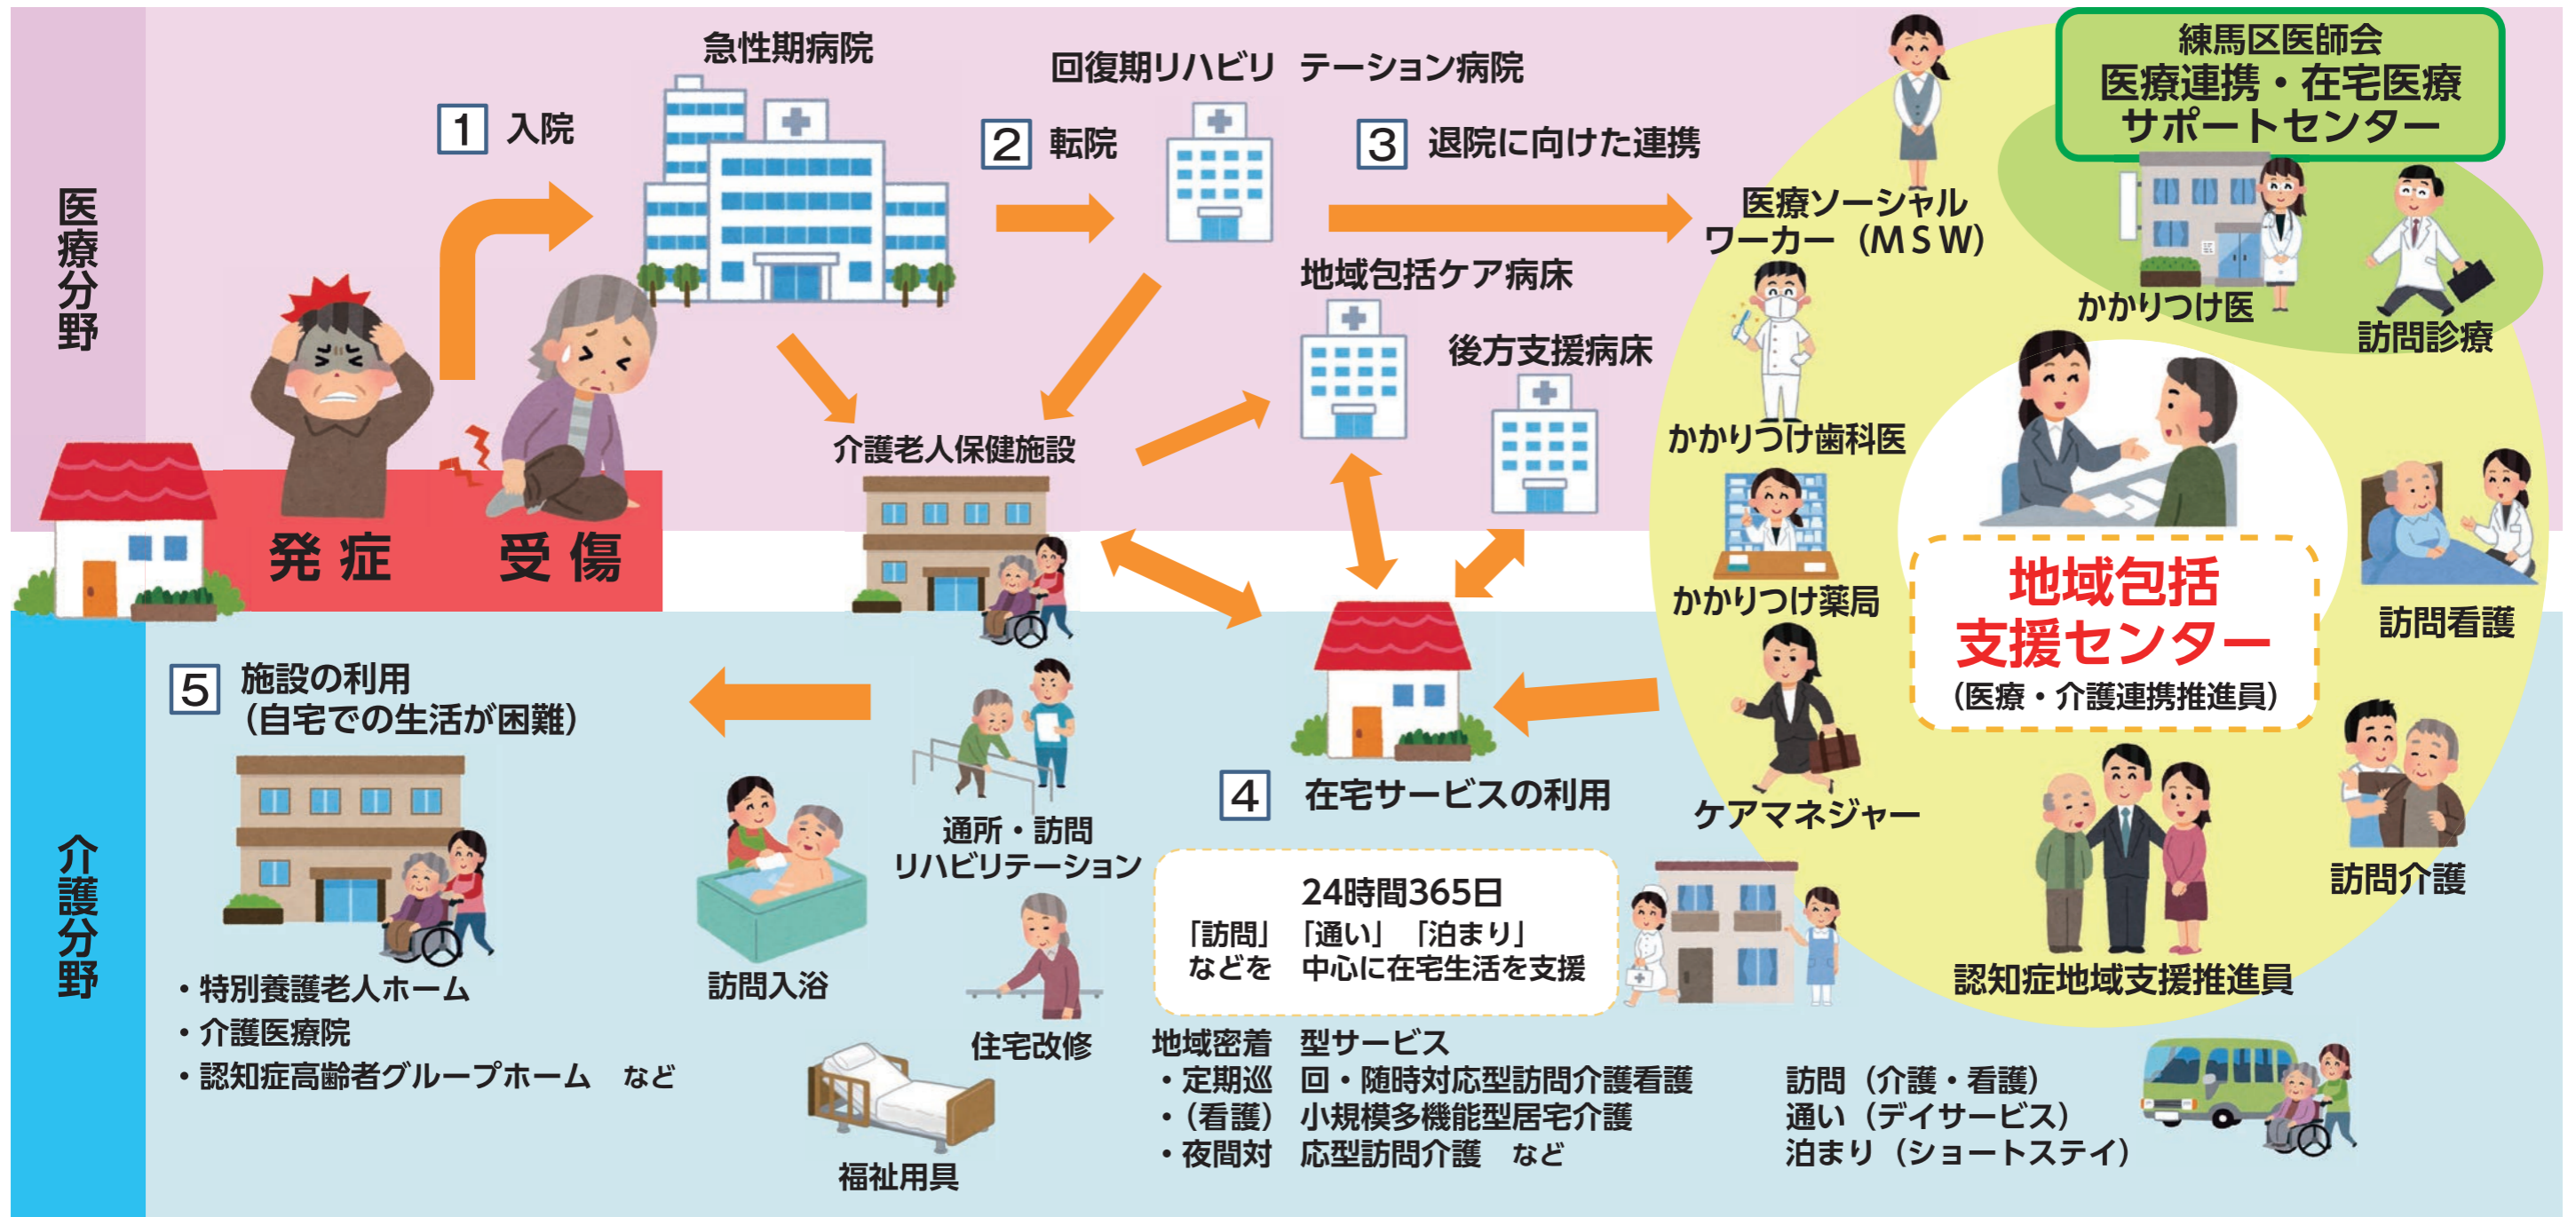 医療分野
急性期病院
回復期リハビリ テーション病院
1 入院
2 転院
3 退院に向けた連携
練馬区医師会
医療連携・在宅医療
サポートセンター
医療ソーシャル
ワーカー（MSW）
かかりつけ医
訪問診療
地域包括ケア病床
後方支援病床
かかりつけ歯科医
介護老人保健施設
発症 受傷
かかりつけ薬局
地域包括
支援センター
（医療・介護連携推進員）
訪問看護
介護分野
5 施設の利用
（自宅での生活が困難）
・特別養護老人ホーム
・介護医療院
・認知症高齢者グループホーム　など
通所・訪問
リハビリテーション
訪問入浴
住宅改修
福祉用具
4 在宅サービスの利用
24時間365日
「訪問」「通い」「泊まり」
などを 中心に在宅生活を支援
地域密着 型サービス
・定期巡 回・随時対応型訪問介護看護
・（看護） 小規模多機能型居宅介護
・夜間対 応型訪問介護　など
ケアマネジャー
訪問介護
認知症地域支援推進員
訪問（介護・看護）
通い（デイサービス）
泊まり（ショートステイ）